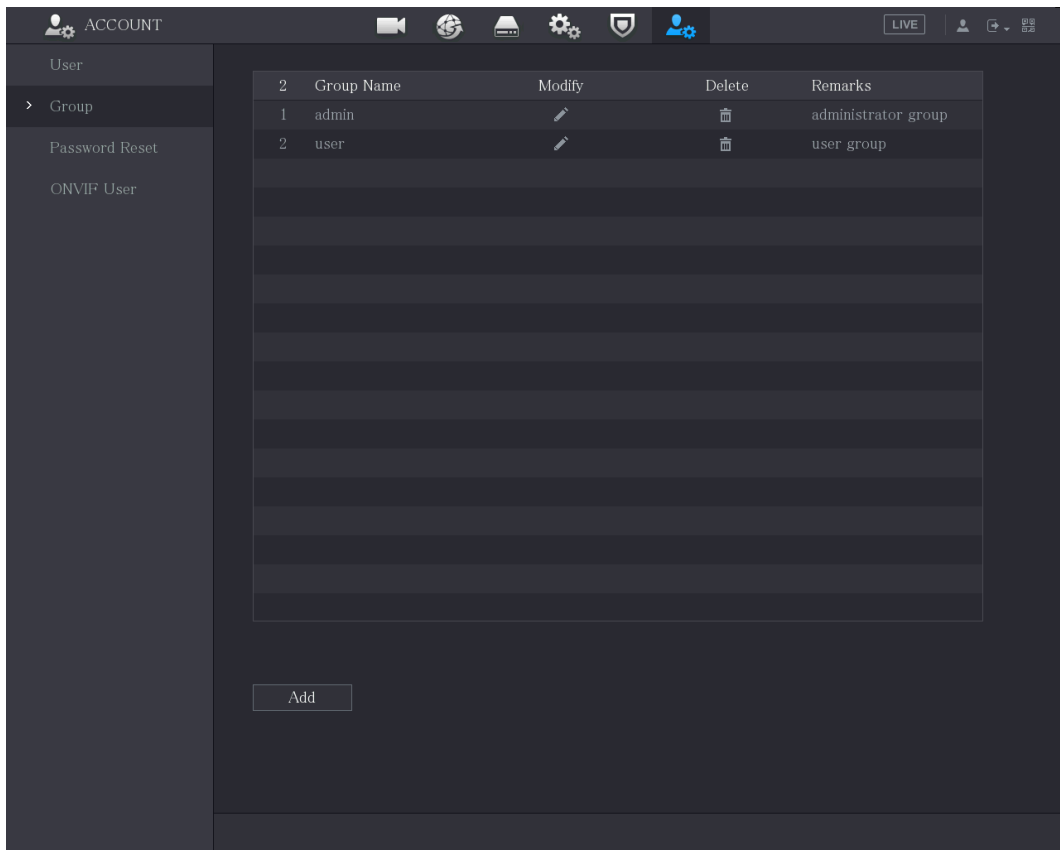 ACCOUNT LIVE
User
Group
Password Reset
ONVIF User
2 Group Name Modify Delete Remarks
1 admin administrator group
2 user user group
Add